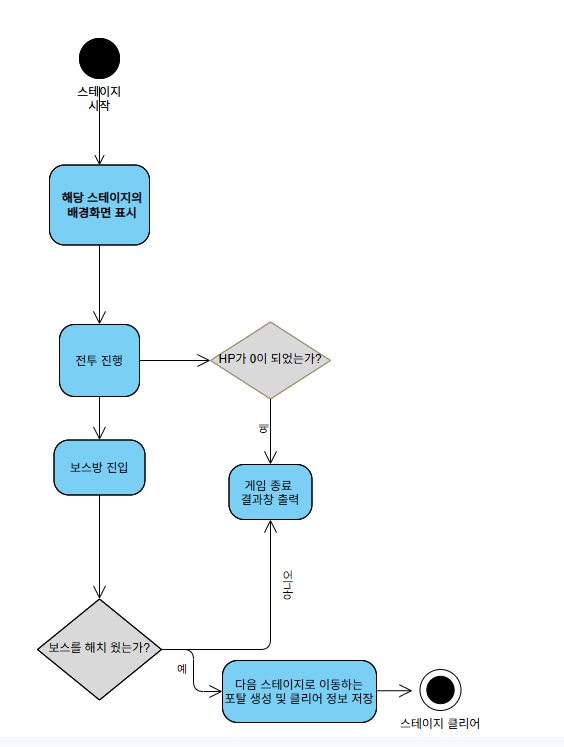 스테이지
시작
해당 스테이지의
배경화면 표시
전투 진행
HP가 0이 되었는가?
예
보스방 진입
게임 종료
결과창 출력
아니오
보스를 해치 웠는가?
예
다음 스테이지로 이동하는
포탈 생성 및 클리어 정보 저장
스테이지 클리어